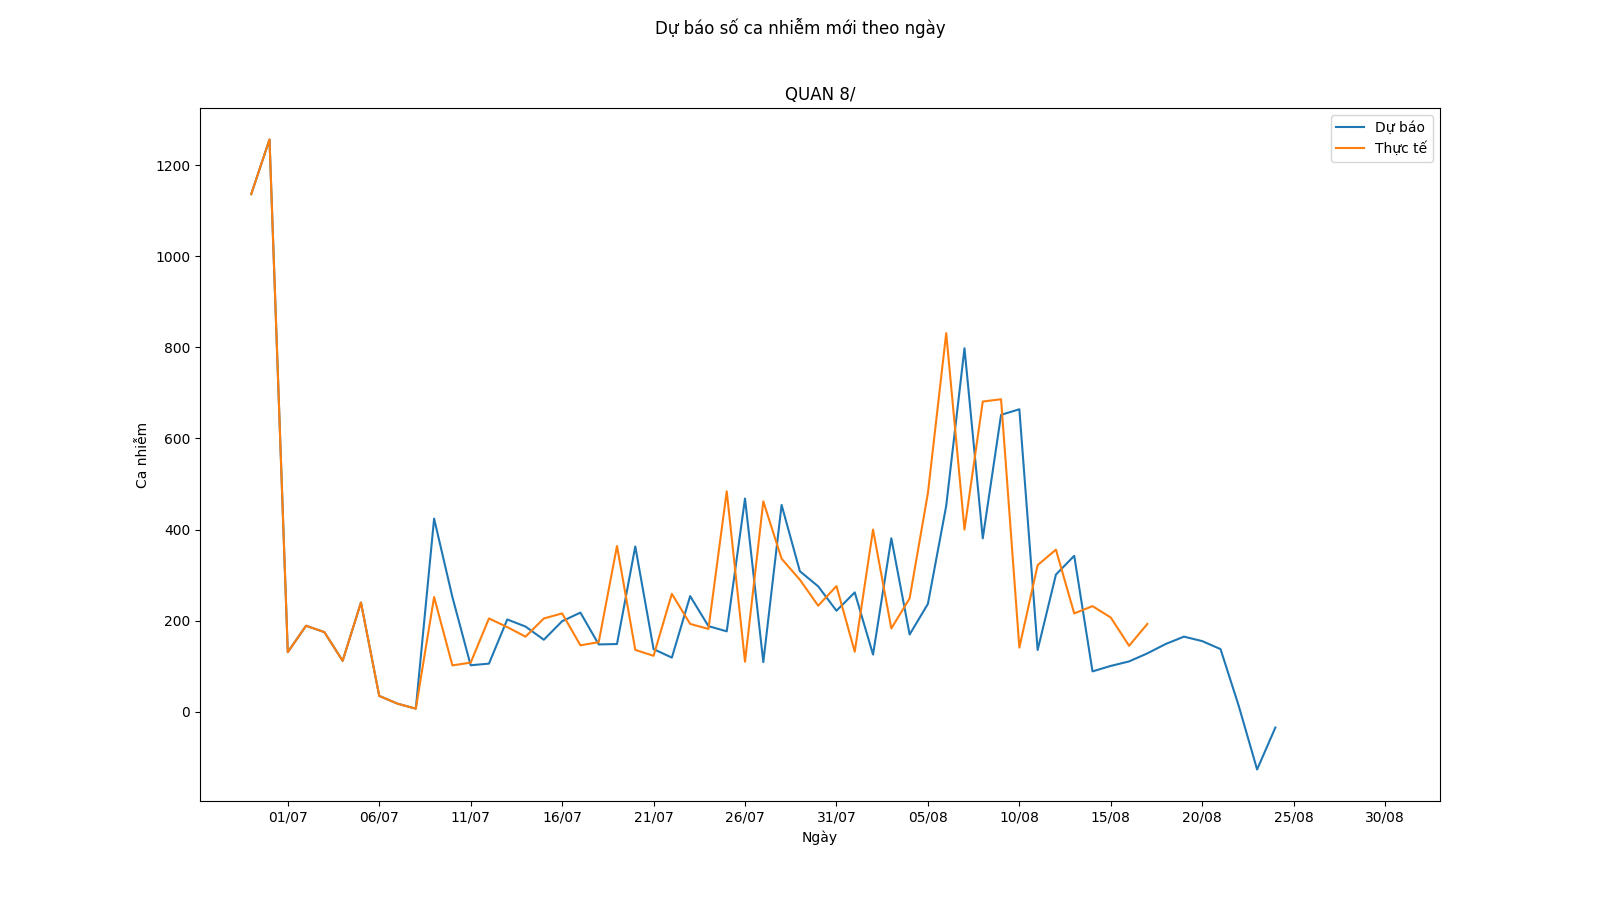 Dự báo số ca nhiễm mới theo ngày
QUAN 8/
Dự báo
Thực tế
1200
1000
800
600
400
200
0
Ca nhiễm
01/07 06/07 11/07 16/07 21/07 26/07 31/07 05/08 10/08 15/08 20/08 25/08 30/08
Ngày